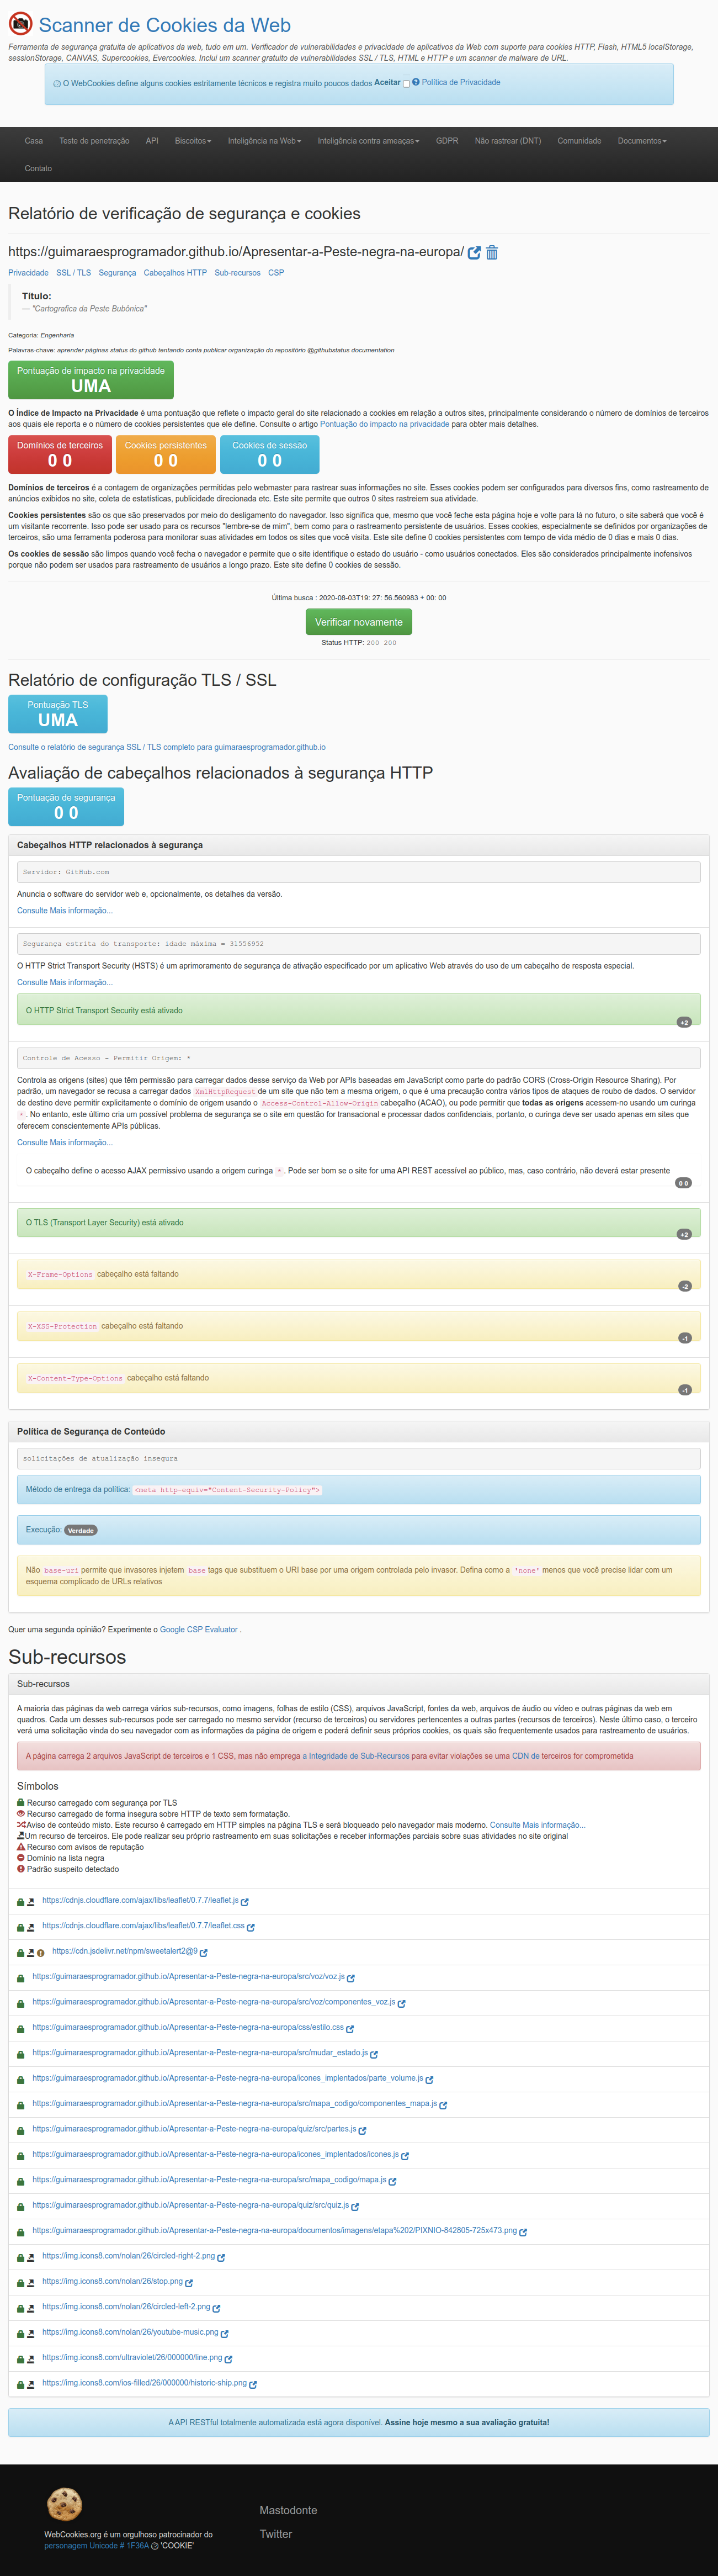 Scanner de Cookies da Web
Ferramenta de segurança gratuita de aplicativos da web, tudo em um. Verificador de vulnerabilidades e privacidade de aplicativos da Web com suporte para cookies HTTP, Flash, HTML5 localStorage,
sessionStorage, CANVAS, Supercookies, Evercookies. Inclui um scanner gratuito de vulnerabilidades SSL / TLS, HTML e HTTP e um scanner de malware de URL.
O WebCookies define alguns cookies estritamente técnicos e registra muito poucos dados Aceitar Política de Privacidade
Casa Teste de penetração API Biscoitos Inteligência na Web Inteligência contra ameaças GDPR Não rastrear (DNT) Comunidade Documentos
Contato
Relatório de verificação de segurança e cookies
https://guimaraesprogramador.github.io/Apresentar-a-Peste-negra-na-europa/
Privacidade SSL / TLS Segurança Cabeçalhos HTTP Sub-recursos CSP
Título:
— "Cartografica da Peste Bubônica"
Categoria: Engenharia
Palavras-chave: aprender páginas status do github tentando conta publicar organização do repositório @githubstatus documentation
Pontuação de impacto na privacidade
UMA
O Índice de Impacto na Privacidade é uma pontuação que reflete o impacto geral do site relacionado a cookies em relação a outros sites, principalmente considerando o número de domínios de terceiros
aos quais ele reporta e o número de cookies persistentes que ele define. Consulte o artigo Pontuação do impacto na privacidade para obter mais detalhes.
Domínios de terceiros
0 0
Cookies persistentes
0 0
Cookies de sessão
0 0
Domínios de terceiros é a contagem de organizações permitidas pelo webmaster para rastrear suas informações no site. Esses cookies podem ser configurados para diversos fins, como rastreamento de
anúncios exibidos no site, coleta de estatísticas, publicidade direcionada etc. Este site permite que outros 0 sites rastreiem sua atividade.
Cookies persistentes são os que são preservados por meio do desligamento do navegador. Isso significa que, mesmo que você feche esta página hoje e volte para lá no futuro, o site saberá que você é
um visitante recorrente. Isso pode ser usado para os recursos "lembre-se de mim", bem como para o rastreamento persistente de usuários. Esses cookies, especialmente se definidos por organizações de
terceiros, são uma ferramenta poderosa para monitorar suas atividades em todos os sites que você visita. Este site define 0 cookies persistentes com tempo de vida médio de 0 dias e mais 0 dias.
Os cookies de sessão são limpos quando você fecha o navegador e permite que o site identifique o estado do usuário - como usuários conectados. Eles são considerados principalmente inofensivos
porque não podem ser usados para rastreamento de usuários a longo prazo. Este site define 0 cookies de sessão.
Última busca : 2020-08-03T19: 27: 56.560983 + 00: 00
Verificar novamente
Status HTTP: 200 200
Relatório de configuração TLS / SSL
Pontuação TLS
UMA
Consulte o relatório de segurança SSL / TLS completo para guimaraesprogramador.github.io
Avaliação de cabeçalhos relacionados à segurança HTTP
Pontuação de segurança
0 0
Cabeçalhos HTTP relacionados à segurança
Servidor: GitHub.com
Anuncia o software do servidor web e, opcionalmente, os detalhes da versão.
Consulte Mais informação...
Segurança estrita do transporte: idade máxima = 31556952
O HTTP Strict Transport Security (HSTS) é um aprimoramento de segurança de ativação especificado por um aplicativo Web através do uso de um cabeçalho de resposta especial.
Consulte Mais informação...
O HTTP Strict Transport Security está ativado
+2
Controle de Acesso - Permitir Origem: *
Controla as origens (sites) que têm permissão para carregar dados desse serviço da Web por APIs baseadas em JavaScript como parte do padrão CORS (Cross-Origin Resource Sharing). Por
padrão, um navegador se recusa a carregar dados XmlHttpRequest de um site que não tem a mesma origem, o que é uma precaução contra vários tipos de ataques de roubo de dados. O servidor
de destino deve permitir explicitamente o domínio de origem usando o Access-Control-Allow-Origin cabeçalho (ACAO), ou pode permitir que todas as origens acessem-no usando um curinga
*. No entanto, este último cria um possível problema de segurança se o site em questão for transacional e processar dados confidenciais, portanto, o curinga deve ser usado apenas em sites que
oferecem conscientemente APIs públicas.
Consulte Mais informação...
O cabeçalho define o acesso AJAX permissivo usando a origem curinga *. Pode ser bom se o site for uma API REST acessível ao público, mas, caso contrário, não deverá estar presente
0 0
O TLS (Transport Layer Security) está ativado
+2
X-Frame-Options cabeçalho está faltando
-2
X-XSS-Protection cabeçalho está faltando
-1
X-Content-Type-Options cabeçalho está faltando
-1
Política de Segurança de Conteúdo
solicitações de atualização insegura
Método de entrega da política: <meta http-equiv="Content-Security-Policy">
Execução: Verdade
Não base-uri permite que invasores injetem base tags que substituem o URI base por uma origem controlada pelo invasor. Defina como a 'none' menos que você precise lidar com um
esquema complicado de URLs relativos
Quer uma segunda opinião? Experimente o Google CSP Evaluator .
Sub-recursos
Sub-recursos
A maioria das páginas da web carrega vários sub-recursos, como imagens, folhas de estilo (CSS), arquivos JavaScript, fontes da web, arquivos de áudio ou vídeo e outras páginas da web em
quadros. Cada um desses sub-recursos pode ser carregado no mesmo servidor (recurso de terceiros) ou servidores pertencentes a outras partes (recursos de terceiros). Neste último caso, o terceiro
verá uma solicitação vinda do seu navegador com as informações da página de origem e poderá definir seus próprios cookies, os quais são frequentemente usados para rastreamento de usuários.
A página carrega 2 arquivos JavaScript de terceiros e 1 CSS, mas não emprega a Integridade de Sub-Recursos para evitar violações se uma CDN de terceiros for comprometida
Símbolos
Recurso carregado com segurança por TLS
Recurso carregado de forma insegura sobre HTTP de texto sem formatação.
Aviso de conteúdo misto. Este recurso é carregado em HTTP simples na página TLS e será bloqueado pelo navegador mais moderno. Consulte Mais informação...
Um recurso de terceiros. Ele pode realizar seu próprio rastreamento em suas solicitações e receber informações parciais sobre suas atividades no site original
Recurso com avisos de reputação
Domínio na lista negra
Padrão suspeito detectado
https://cdnjs.cloudflare.com/ajax/libs/leaflet/0.7.7/leaflet.js
https://cdnjs.cloudflare.com/ajax/libs/leaflet/0.7.7/leaflet.css
https://cdn.jsdelivr.net/npm/sweetalert2@9
https://guimaraesprogramador.github.io/Apresentar-a-Peste-negra-na-europa/src/voz/voz.js
https://guimaraesprogramador.github.io/Apresentar-a-Peste-negra-na-europa/src/voz/componentes_voz.js
https://guimaraesprogramador.github.io/Apresentar-a-Peste-negra-na-europa/css/estilo.css
https://guimaraesprogramador.github.io/Apresentar-a-Peste-negra-na-europa/src/mudar_estado.js
https://guimaraesprogramador.github.io/Apresentar-a-Peste-negra-na-europa/icones_implentados/parte_volume.js
https://guimaraesprogramador.github.io/Apresentar-a-Peste-negra-na-europa/src/mapa_codigo/componentes_mapa.js
https://guimaraesprogramador.github.io/Apresentar-a-Peste-negra-na-europa/quiz/src/partes.js
https://guimaraesprogramador.github.io/Apresentar-a-Peste-negra-na-europa/icones_implentados/icones.js
https://guimaraesprogramador.github.io/Apresentar-a-Peste-negra-na-europa/src/mapa_codigo/mapa.js
https://guimaraesprogramador.github.io/Apresentar-a-Peste-negra-na-europa/quiz/src/quiz.js
https://guimaraesprogramador.github.io/Apresentar-a-Peste-negra-na-europa/documentos/imagens/etapa%202/PIXNIO-842805-725x473.png
https://img.icons8.com/nolan/26/circled-right-2.png
https://img.icons8.com/nolan/26/stop.png
https://img.icons8.com/nolan/26/circled-left-2.png
https://img.icons8.com/nolan/26/youtube-music.png
https://img.icons8.com/ultraviolet/26/000000/line.png
https://img.icons8.com/ios-filled/26/000000/historic-ship.png
A API RESTful totalmente automatizada está agora disponível. Assine hoje mesmo a sua avaliação gratuita!
WebCookies.org é um orgulhoso patrocinador do
personagem Unicode # 1F36A 'COOKIE'
Mastodonte
Twitter